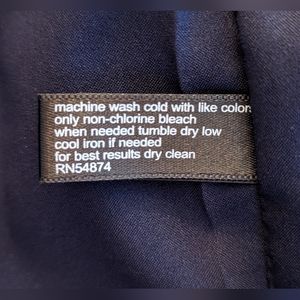 machine wash cold with like colors
only non-chlorine bleach
when needed tumble dry low
cool iron if needed
for best results dry clean
RN54874